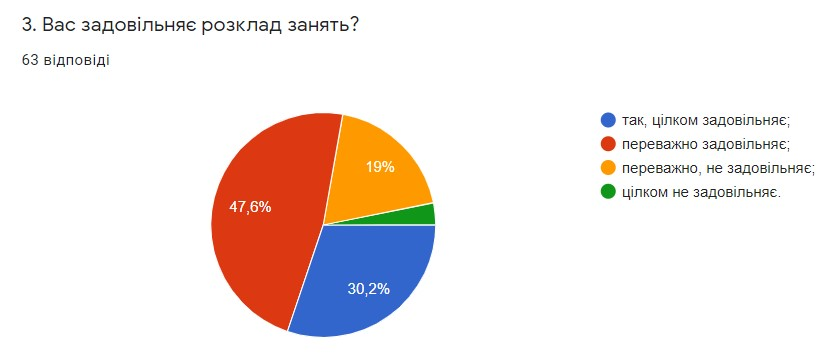 3. Вас задовільняє розклад занять?
63 відповіді
так, цілком задовільняє;
переважно задовільняє;
переважно, не задовільняє;
цілком не задовільняє.
19%
47,6%
30,2%